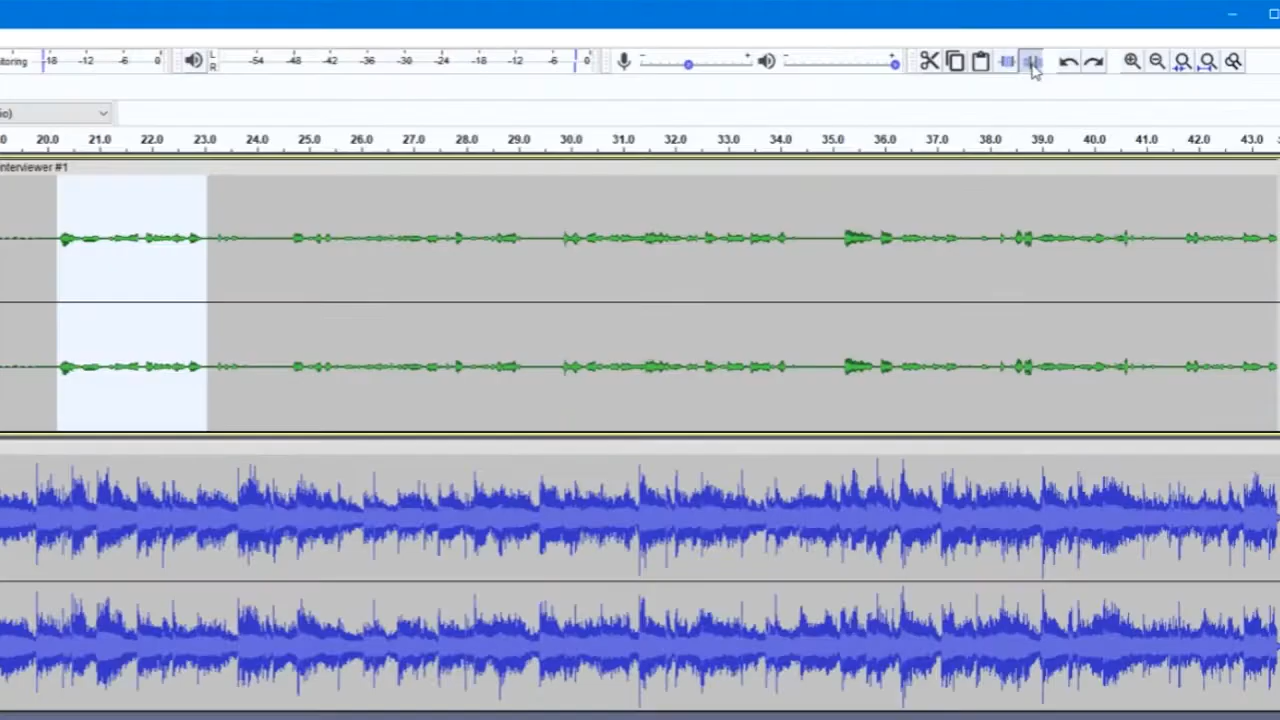 nitoring -18 -12 -6 0 L -54 -48 -42 -36 -30 -24 -18 -12 -6 0 - + - +
R
io)
0 20.0 21.0 22.0 23.0 24.0 25.0 26.0 27.0 28.0 29.0 30.0 31.0 32.0 33.0 34.0 35.0 36.0 37.0 38.0 39.0 40.0 41.0 42.0 43.0
nterviewer #1